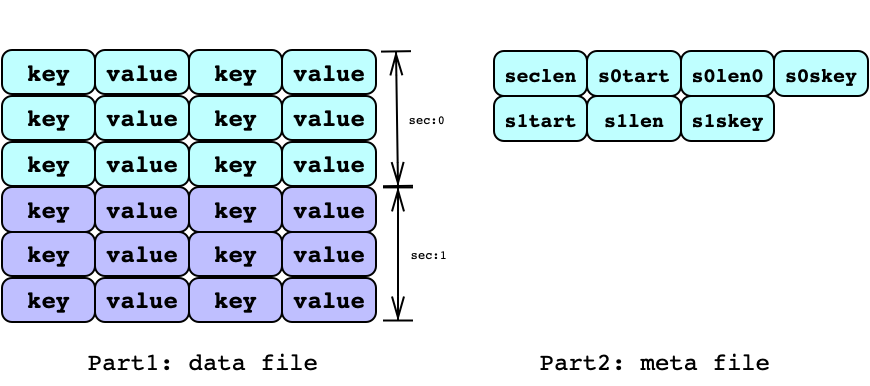 key value key value
key value key value
key value key value
key value key value
key value key value
key value key value
sec:0
sec:1
Part1: data file
seclen s0tart s0len0 s0skey
s1tart s1len s1skey
Part2: meta file